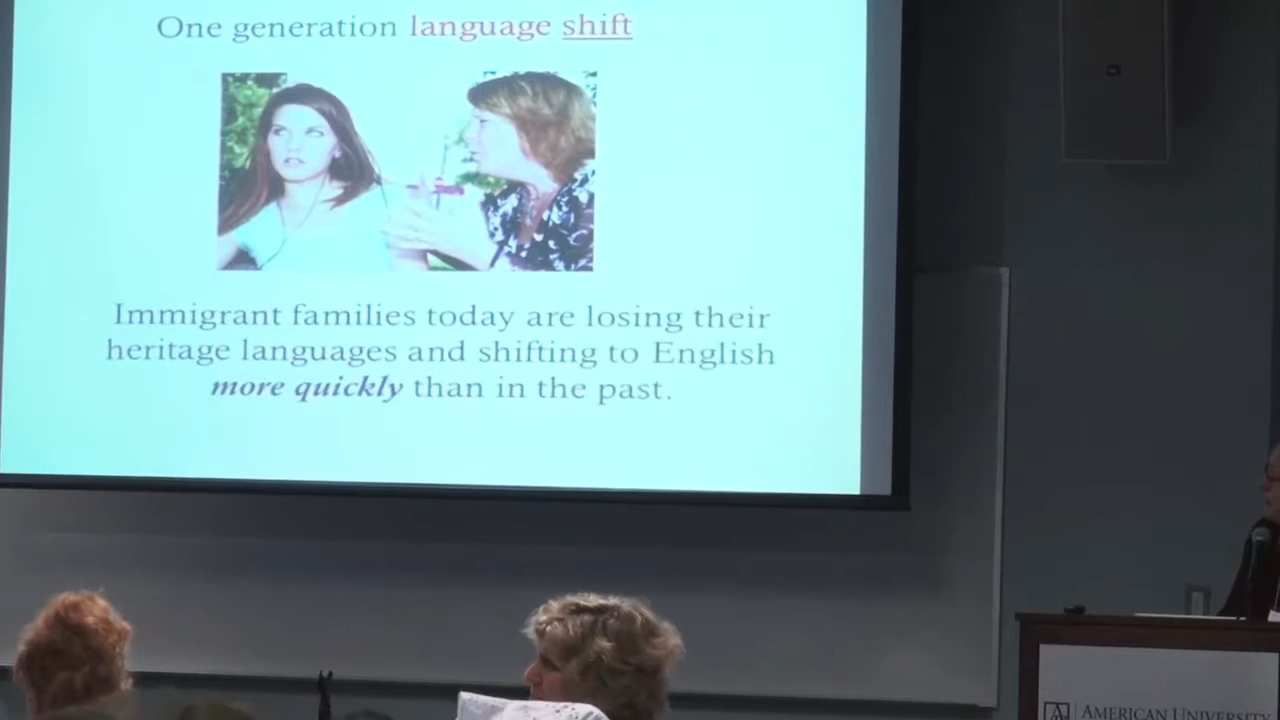 One generation language shift
Immigrant families today are losing their
heritage languages and shifting to English
more quickly than in the past.
AMERICAN UNIVERSITY